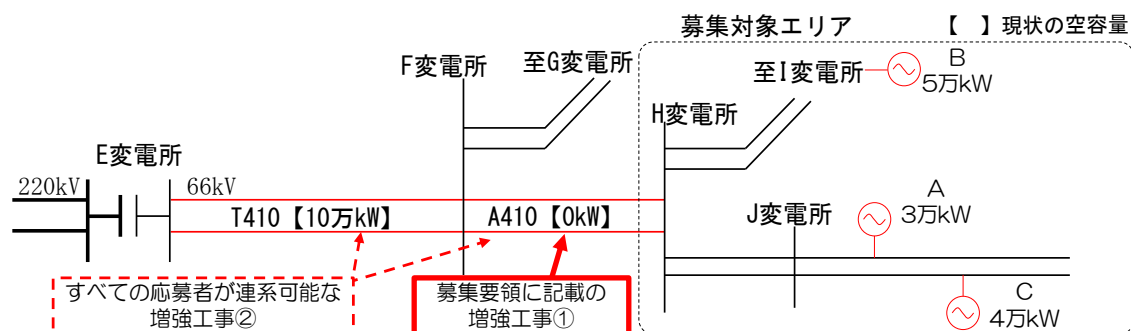 募集対象エリア 【 】現状の空容量
F変電所 至G変電所 至I変電所 B
5万kW
H変電所
E変電所
220kV 66kV
T410【10万kW】 A410【0kW】
J変電所
A
3万kW
すべての応募者が連系可能な
増強工事②
募集要領に記載の
増強工事①
C
4万kW